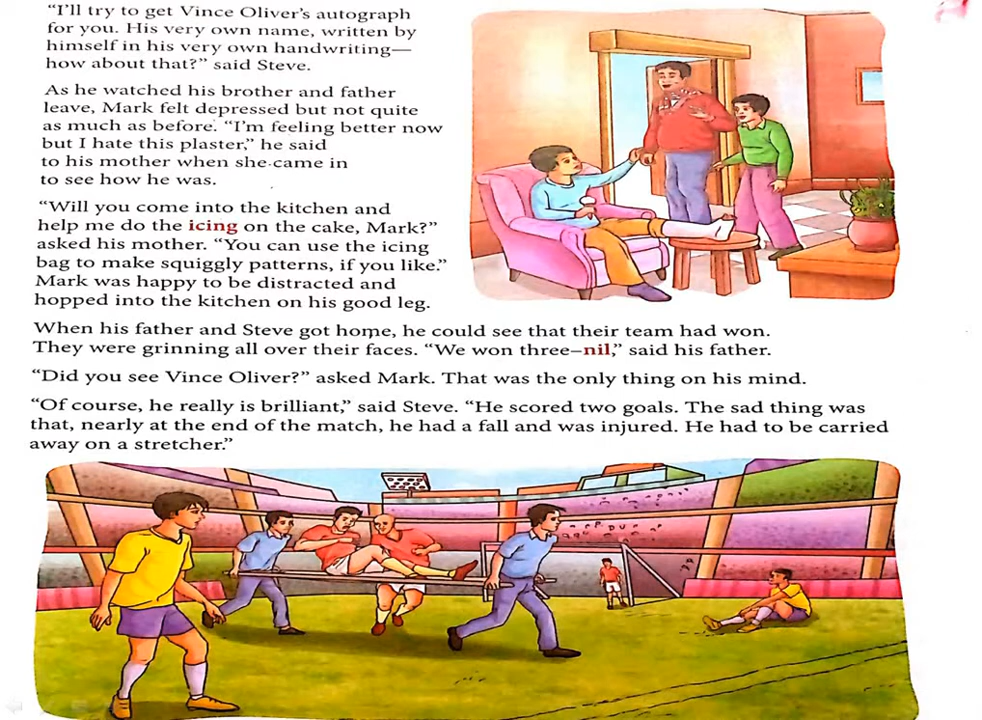 “I’ll try to get Vince Oliver’s autograph
for you. His very own name, written by
himself in his very own handwriting—
how about that?” said Steve.
As he watched his brother and father
leave, Mark felt depressed but not quite
as much as before. “I’m feeling better now
but I hate this plaster,” he said
to his mother when she came in
to see how he was.
“Will you come into the kitchen and
help me do the icing on the cake, Mark?”
asked his mother. “You can use the icing
bag to make squiggly patterns, if you like.”
Mark was happy to be distracted and
hopped into the kitchen on his good leg.
When his father and Steve got home, he could see that their team had won.
They were grinning all over their faces. “We won three–nil,” said his father.
“Did you see Vince Oliver?” asked Mark. That was the only thing on his mind.
“Of course, he really is brilliant,” said Steve. “He scored two goals. The sad thing was
that, nearly at the end of the match, he had a fall and was injured. He had to be carried
away on a stretcher.”